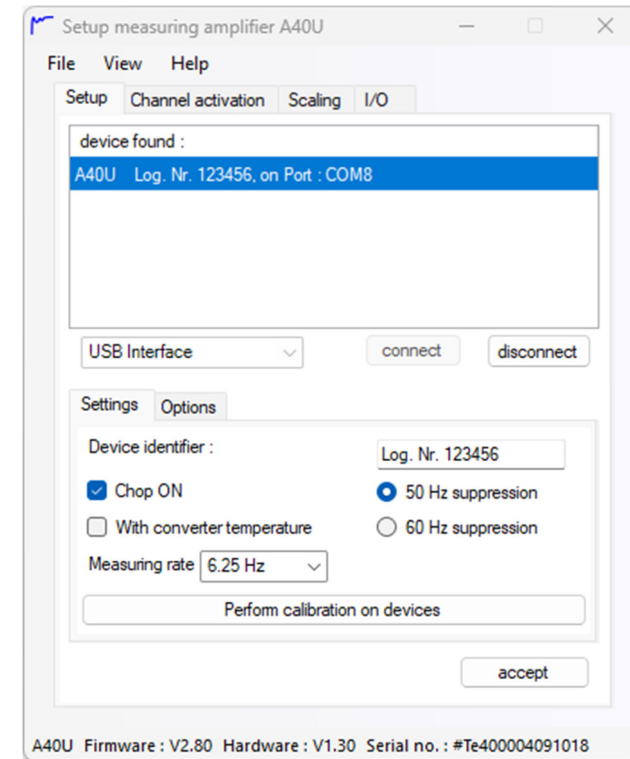 Setup measuring amplifier A40U
File View Help
Setup Channel activation Scaling I/O
device found :
A40U Log. Nr. 123456, on Port : COM8
USB Interface connect disconnect
Settings Options
Device identifier : Log. Nr. 123456
Chop ON 50 Hz suppression
With converter temperature 60 Hz suppression
Measuring rate 6.25 Hz
Perform calibration on devices
accept
A40U Firmware : V2.80 Hardware : V1.30 Serial no. : #Te400004091018